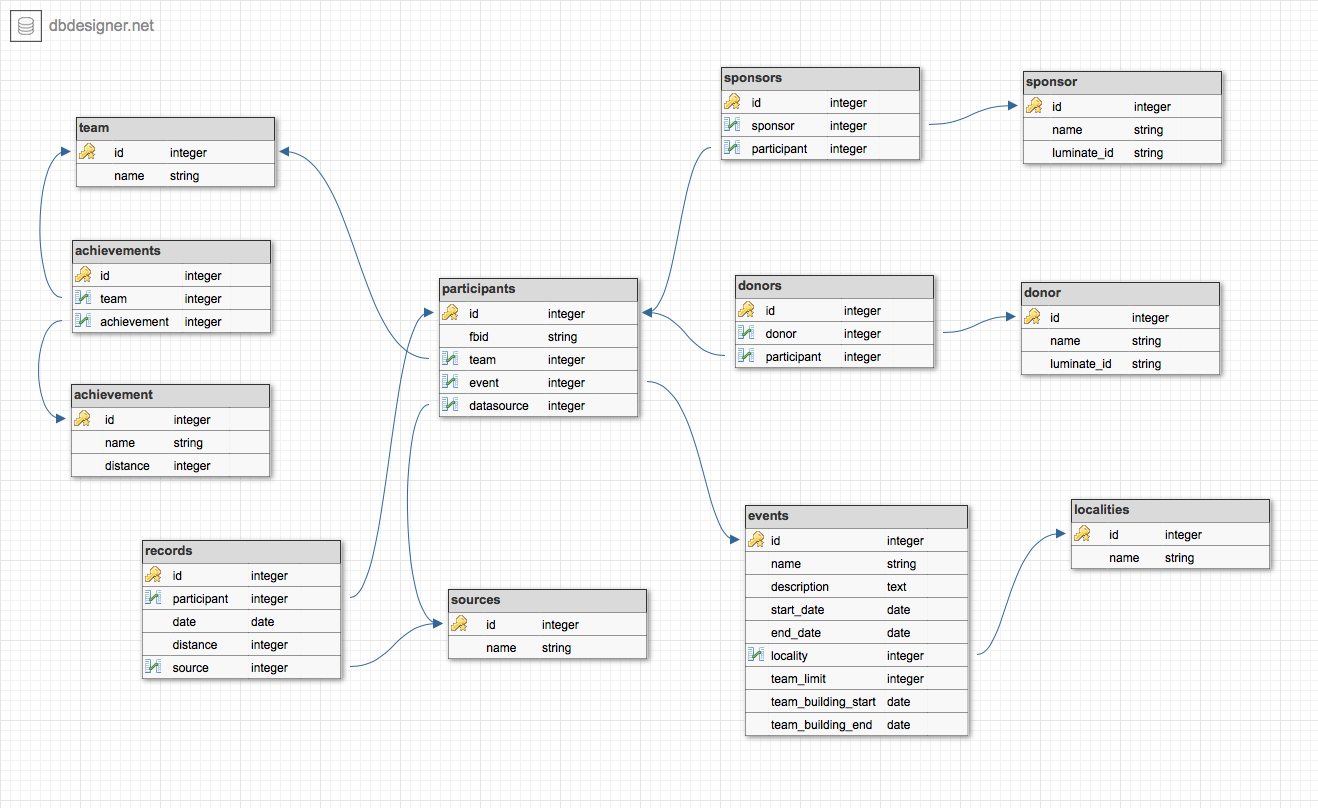 dbdesigner.net
sponsors
id integer
sponsor integer
participant integer
sponsor
id integer
name string
luminate_id string
team
id integer
name string
achievements
id integer
team integer
achievement integer
participants
id integer
fbid string
team integer
event integer
datasource integer
donors
id integer
donor integer
participant integer
donor
id integer
name string
luminate_id string
achievement
id integer
name string
distance integer
records
id integer
participant integer
date date
distance integer
source integer
sources
id integer
name string
events
id integer
name string
description text
start_date date
end_date date
locality integer
team_limit integer
team_building_start date
team_building_end date
localities
id integer
name string